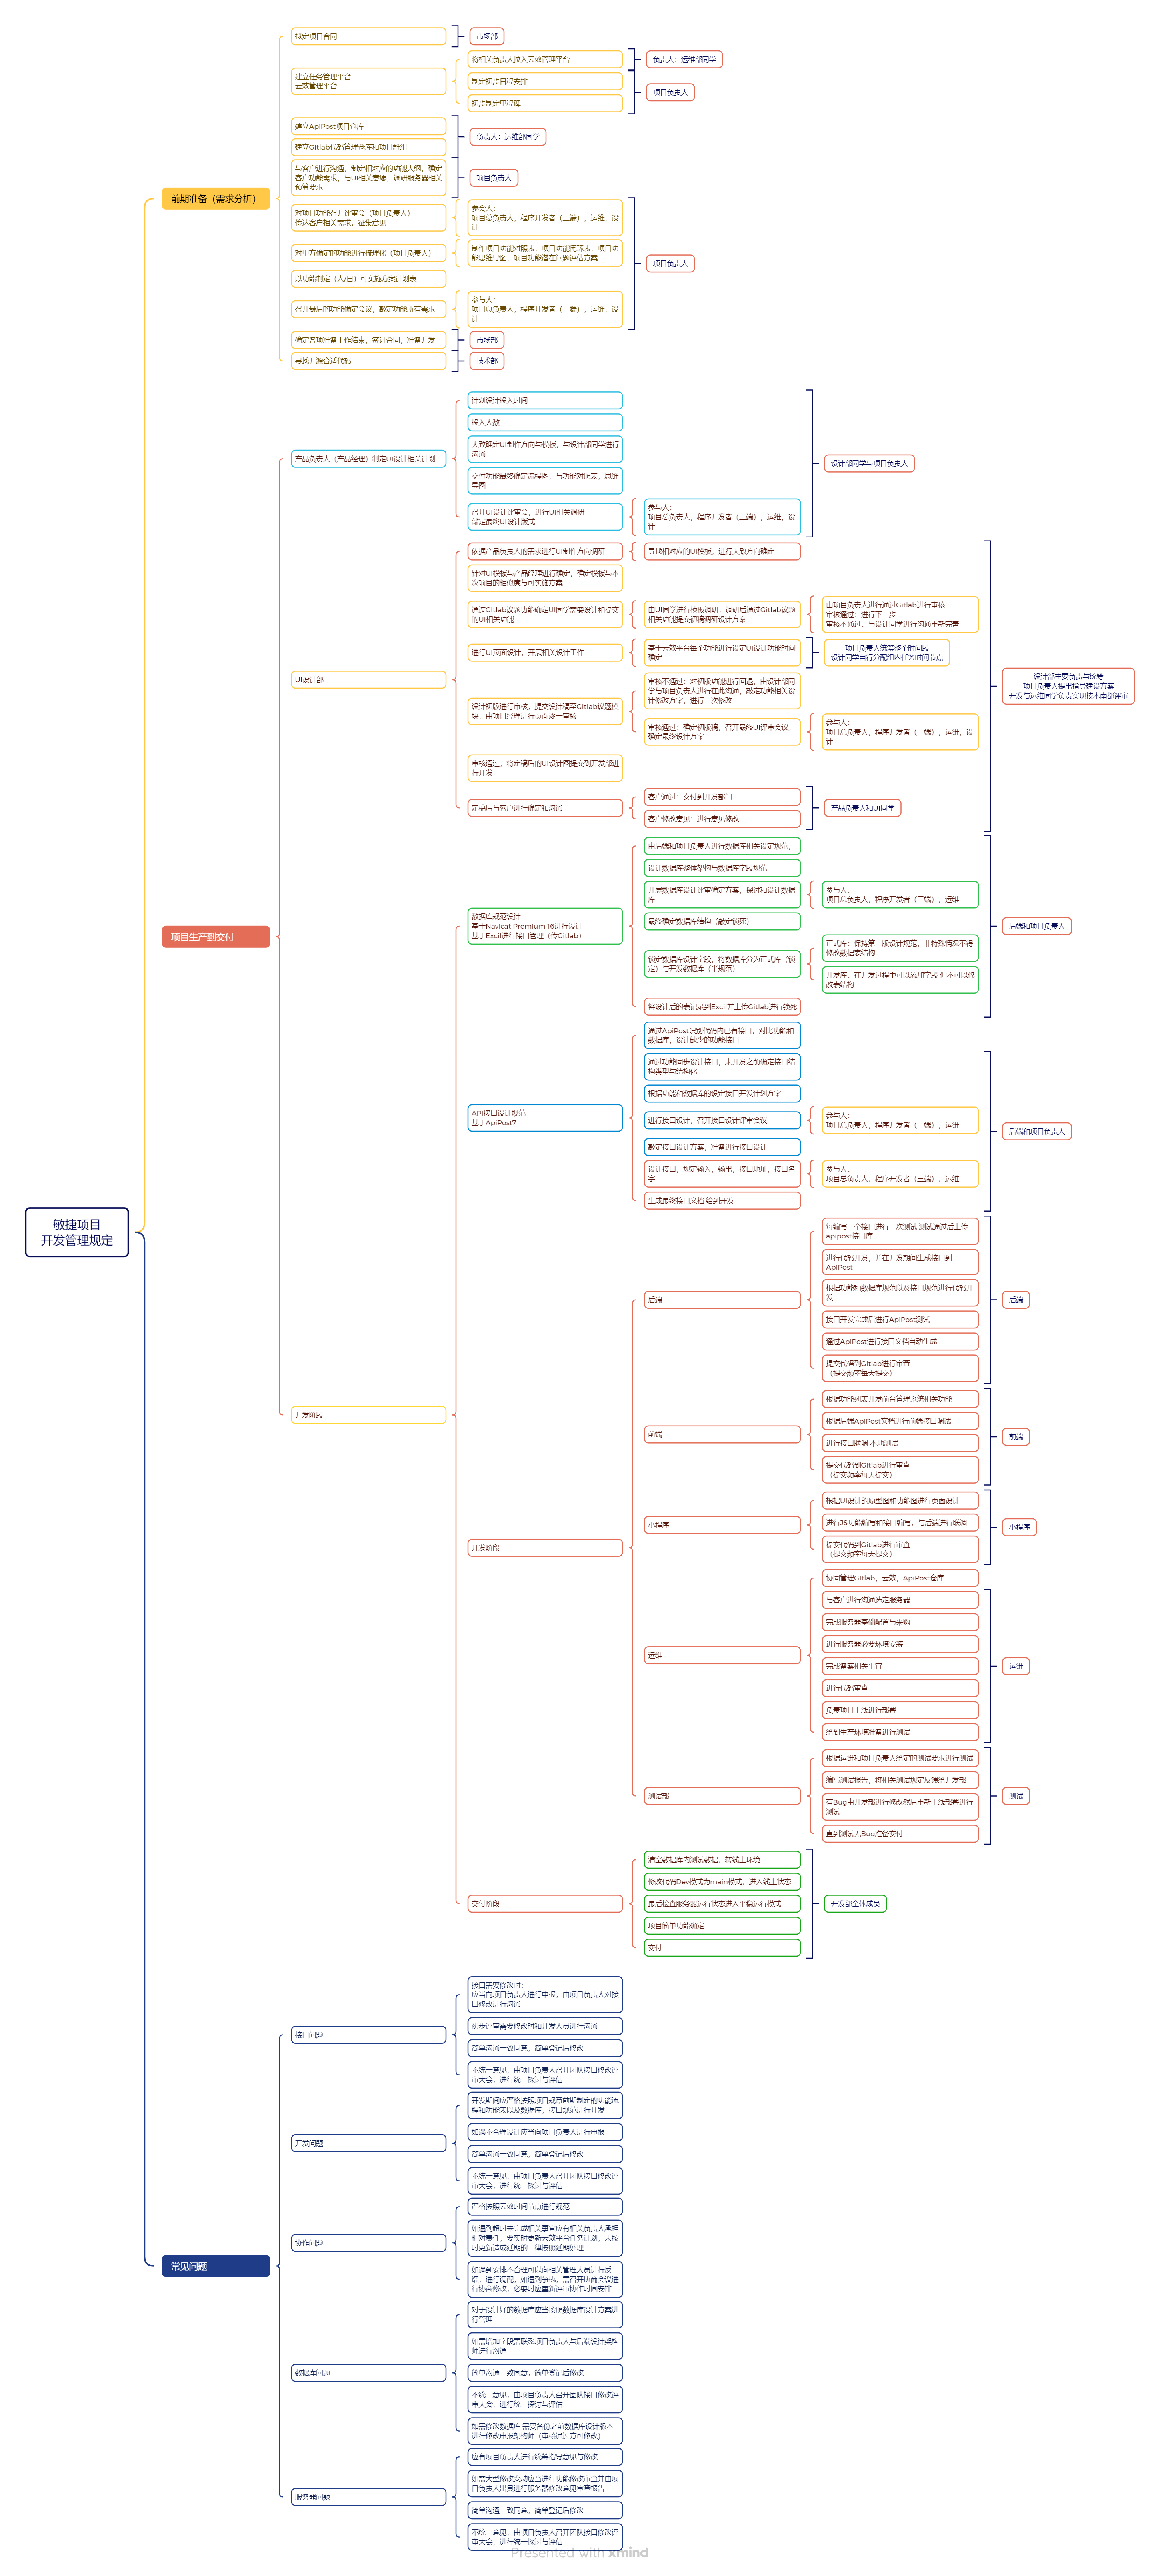 敏捷项目
开发管理规定
前期准备（需求分析）
拟定项目合同
市场部
建立任务管理平台
云效管理平台
将相关负责人拉入云效管理平台
负责人：运维部同学
制定初步日程安排
初步制定里程碑
项目负责人
建立ApiPost项目仓库
建立GItlab代码管理仓库和项目群组
负责人：运维部同学
与客户进行沟通，制定相对应的功能大纲，确定
客户功能需求，与UI相关意愿，调研服务器相关
预算要求
项目负责人
对项目功能召开评审会（项目负责人）
传达客户相关需求，征集意见
参会人：
项目总负责人，程序开发者（三端），运维，设
计
对甲方确定的功能进行梳理化（项目负责人）
制作项目功能对照表，项目功能闭环表，项目功
能思维导图，项目功能潜在问题评估方案
项目负责人
以功能制定（人/日）可实施方案计划表
召开最后的功能确定会议，敲定功能所有需求
参与人：
项目总负责人，程序开发者（三端），运维，设
计
确定各项准备工作结束，签订合同，准备开发
市场部
寻找开源合适代码
技术部
项目生产到交付
产品负责人（产品经理）制定UI设计相关计划
计划设计投入时间
投入人数
大致确定UI制作方向与模板，与设计部同学进行
沟通
交付功能最终确定流程图，与功能对照表，思维
导图
召开UI设计评审会，进行UI相关调研
敲定最终UI设计版式
参与人：
项目总负责人，程序开发者（三端），运维，设
计
设计部同学与项目负责人
UI设计部
依据产品负责人的需求进行UI制作方向调研
寻找相对应的UI模板，进行大致方向确定
针对UI模板与产品经理进行确定，确定模板与本
次项目的相似度与可实施方案
通过GItlab议题功能确定UI同学需要设计和提交
的UI相关功能
由UI同学进行模板调研，调研后通过Gitlab议题
相关功能提交初稿调研设计方案
由项目负责人进行通过Gitlab进行审核
审核通过：进行下一步
审核不通过：与设计同学进行沟通重新完善
进行UI页面设计，开展相关设计工作
基于云效平台每个功能进行设定UI设计功能时间
确定
项目负责人统筹整个时间段
设计同学自行分配组内任务时间节点
设计初版进行审核，提交设计稿至GItlab议题模
块，由项目经理进行页面逐一审核
审核不通过：对初版功能进行回退，由设计部同
学与项目负责人进行在此沟通，敲定功能相关设
计修改方案，进行二次修改
审核通过：确定初版稿，召开最终UI评审会议，
确定最终设计方案
参与人：
项目总负责人，程序开发者（三端），运维，设
计
审核通过，将定稿后的UI设计图提交到开发部进
行开发
定稿后与客户进行确定和沟通
客户通过：交付到开发部门
客户修改意见：进行意见修改
产品负责人和UI同学
设计部主要负责与统筹
项目负责人提出指导建设方案
开发与运维同学负责实现技术南都评审
开发阶段
数据库规范设计
基于Navicat Premium 16进行设计
基于Excil进行接口管理（传Gitlab）
由后端和项目负责人进行数据库相关设定规范，
设计数据库整体架构与数据库字段规范
开展数据库设计评审确定方案，探讨和设计数据
库
参与人：
项目总负责人，程序开发者（三端），运维
最终确定数据库结构（敲定锁死）
锁定数据库设计字段，将数据库分为正式库（锁
定）与开发数据库（半规范）
正式库：保持第一版设计规范，非特殊情况不得
修改数据表结构
开发库：在开发过程中可以添加字段 但不可以修
改表结构
将设计后的表记录到Excil并上传Gitlab进行锁死
后端和项目负责人
API接口设计规范
基于ApiPost7
通过ApiPost识别代码内已有接口，对比功能和
数据库，设计缺少的功能接口
通过功能同步设计接口，未开发之前确定接口结
构类型与结构化
根据功能和数据库的设定接口开发计划方案
进行接口设计，召开接口设计评审会议
参与人：
项目总负责人，程序开发者（三端），运维
敲定接口设计方案，准备进行接口设计
设计接口，规定输入，输出，接口地址，接口名
字
参与人：
项目总负责人，程序开发者（三端），运维
生成最终接口文档 给到开发
后端和项目负责人
开发阶段
后端
每编写一个接口进行一次测试 测试通过后上传
apipost接口库
进行代码开发，并在开发期间生成接口到
ApiPost
根据功能和数据库规范以及接口规范进行代码开
发
接口开发完成后进行ApiPost测试
通过ApiPost进行接口文档自动生成
提交代码到Gitlab进行审查
（提交频率每天提交）
后端
前端
根据功能列表开发前台管理系统相关功能
根据后端ApiPost文档进行前端接口调试
进行接口联调 本地测试
提交代码到Gitlab进行审查
（提交频率每天提交）
前端
小程序
根据UI设计的原型图和功能图进行页面设计
进行JS功能编写和接口编写，与后端进行联调
提交代码到Gitlab进行审查
（提交频率每天提交）
小程序
运维
协同管理GItlab，云效，ApiPost仓库
与客户进行沟通选定服务器
完成服务器基础配置与采购
进行服务器必要环境安装
完成备案相关事宜
进行代码审查
负责项目上线进行部署
给到生产环境准备进行测试
运维
测试部
根据运维和项目负责人给定的测试要求进行测试
编写测试报告，将相关测试规定反馈给开发部
有Bug由开发部进行修改然后重新上线部署进行
测试
直到测试无Bug准备交付
测试
交付阶段
清空数据库内测试数据，转线上环境
修改代码Dev模式为main模式，进入线上状态
最后检查服务器运行状态进入平稳运行模式
项目简单功能确定
交付
开发部全体成员
常见问题
接口问题
接口需要修改时：
应当向项目负责人进行申报，由项目负责人对接
口修改进行沟通
初步评审需要修改时和开发人员进行沟通
简单沟通一致同意，简单登记后修改
不统一意见，由项目负责人召开团队接口修改评
审大会，进行统一探讨与评估
开发问题
开发期间应严格按照项目规章前期制定的功能流
程和功能表以及数据库，接口规范进行开发
如遇不合理设计应当向项目负责人进行申报
简单沟通一致同意，简单登记后修改
不统一意见，由项目负责人召开团队接口修改评
审大会，进行统一探讨与评估
协作问题
严格按照云效时间节点进行规范
如遇到超时未完成相关事宜应有相关负责人承担
相对责任，要实时更新云效平台任务计划，未按
时更新造成延期的一律按照延期处理
如遇到安排不合理可以向相关管理人员进行反
馈，进行调配，如遇到争执，需召开协商会议进
行协商修改，必要时应重新评审协作时间安排
数据库问题
对于设计好的数据库应当按照数据库设计方案进
行管理
如需增加字段需联系项目负责人与后端设计架构
师进行沟通
简单沟通一致同意，简单登记后修改
不统一意见，由项目负责人召开团队接口修改评
审大会，进行统一探讨与评估
如需修改数据库 需要备份之前数据库设计版本
进行修改申报架构师（审核通过方可修改）
服务器问题
应有项目负责人进行统筹指导意见与修改
如需大型修改变动应当进行功能修改审查并由项
目负责人出具进行服务器修改意见审查报告
简单沟通一致同意，简单登记后修改
不统一意见，由项目负责人召开团队接口修改评
审大会，进行统一探讨与评估
Presented with xmind